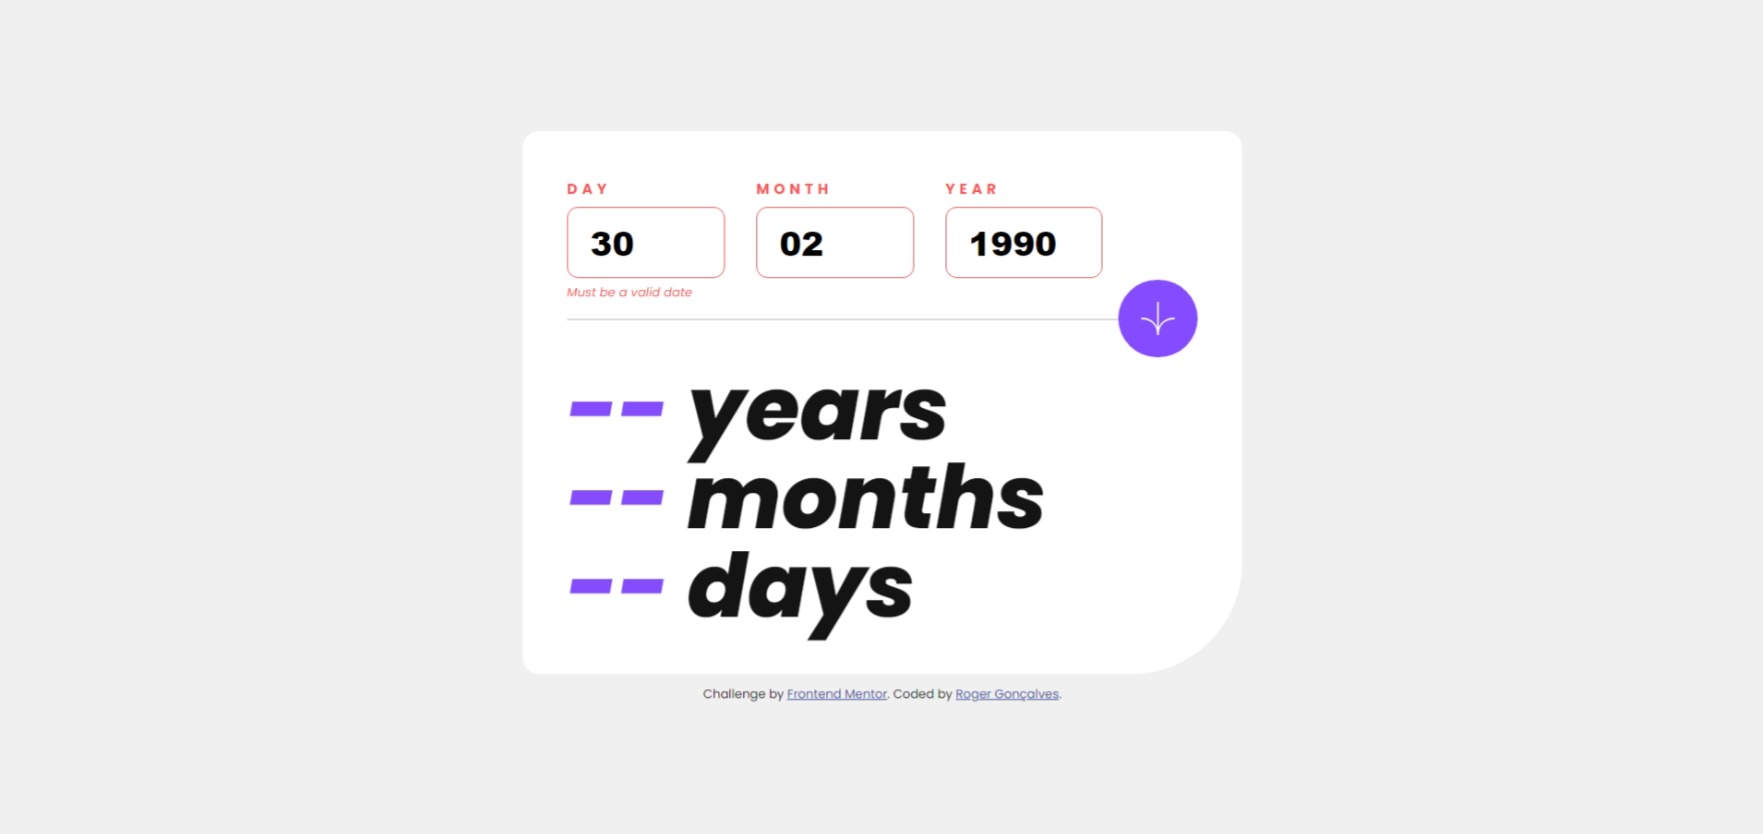 DAY MONTH YEAR
30 02 1990
Must be a valid date
-- years
-- months
-- days
Challenge by Frontend Mentor. Coded by Roger Gonçalves.